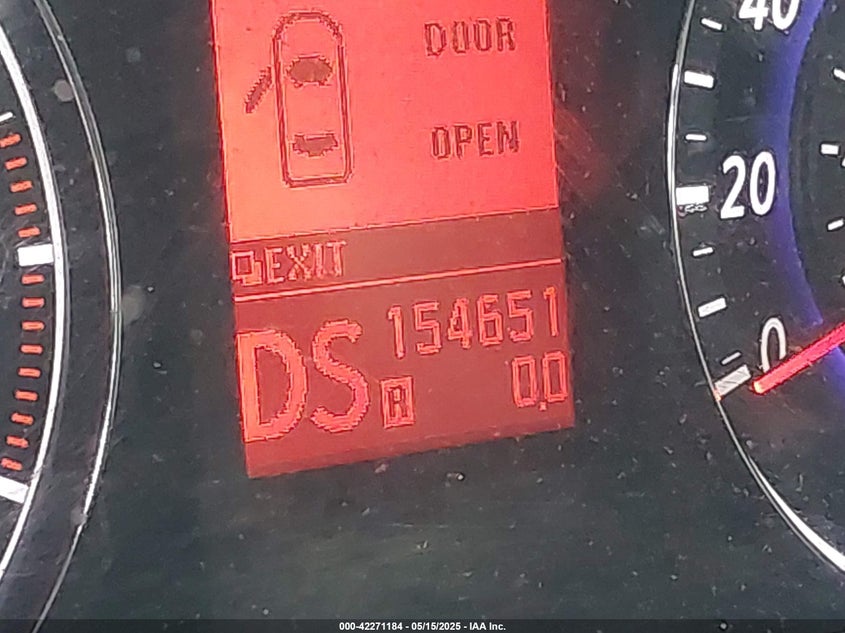 DOOR
OPEN
EXIT
DS 154651
R 0.0
40
20
0
000-42271184 - 05/15/2025 - IAA Inc.